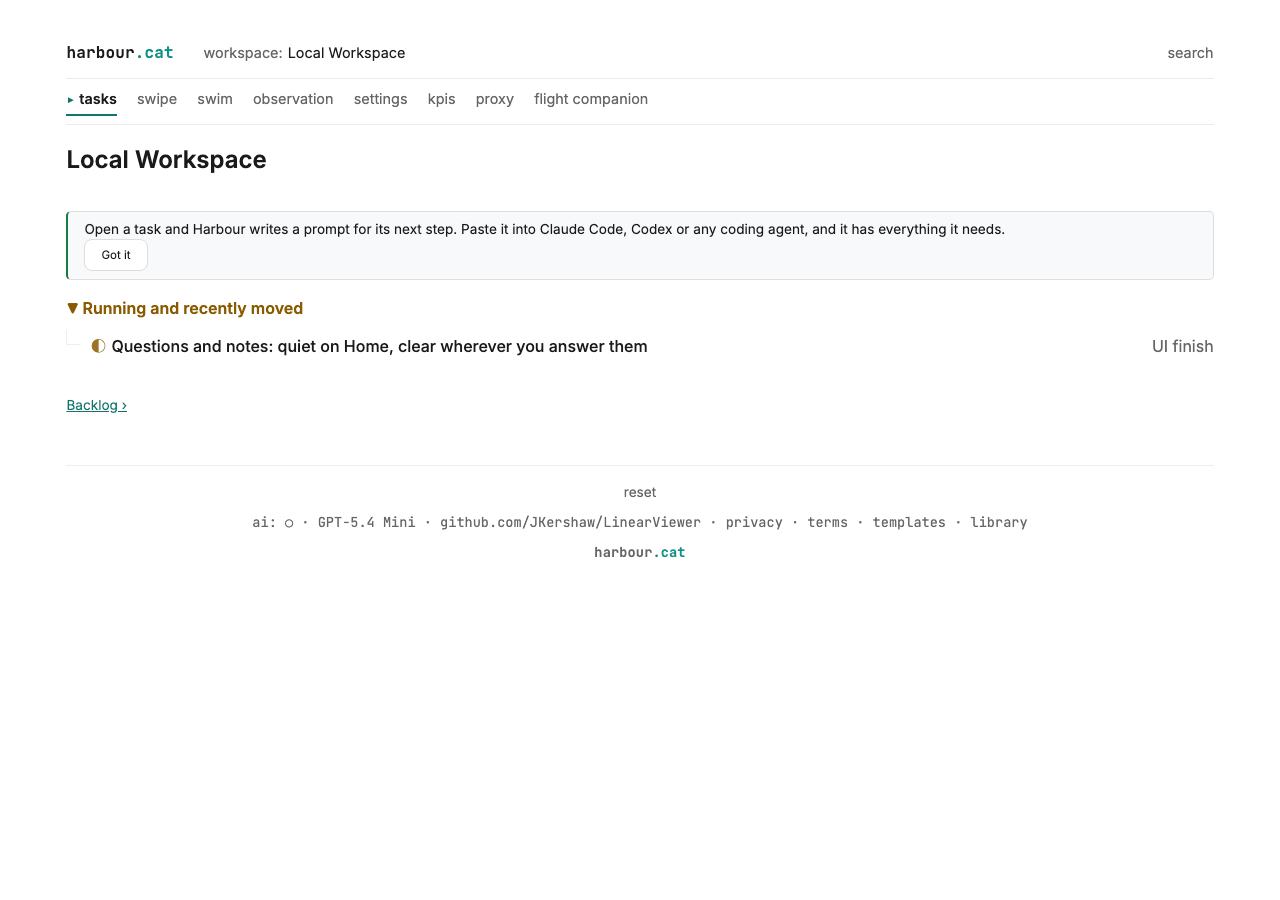 harbour.cat workspace: Local Workspace search
▸ tasks swipe swim observation settings kpis proxy flight companion
Local Workspace
Open a task and Harbour writes a prompt for its next step. Paste it into Claude Code, Codex or any coding agent, and it has everything it needs.
Got it
▼ Running and recently moved
◐ Questions and notes: quiet on Home, clear wherever you answer them UI finish
Backlog ›
reset
ai: ○ · GPT-5.4 Mini · github.com/JKershaw/LinearViewer · privacy · terms · templates · library
harbour.cat